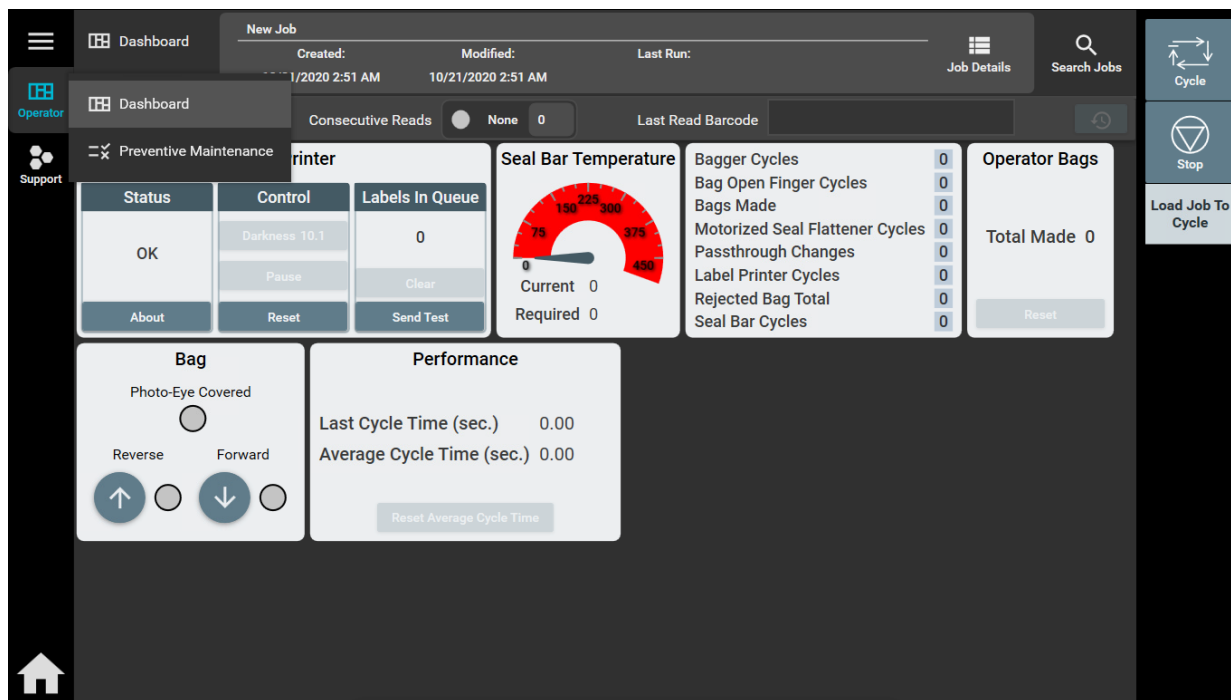 Dashboard
New Job
Created:
Modified:
Last Run:
/2020 2:51 AM
10/21/2020 2:51 AM
Job Details
Search Jobs
Cycle
Operator
Dashboard
Preventive Maintenance
Consecutive Reads
None 0
Last Read Barcode
Stop
Support
Load Job To
Cycle
rinter
Status
Control
Labels In Queue
OK
Darkness 10.1
0
Pause
Clear
About
Reset
Send Test
Seal Bar Temperature
0
75
150
225
300
375
450
Current 0
Required 0
Bagger Cycles 0
Bag Open Finger Cycles 0
Bags Made 0
Motorized Seal Flattener Cycles 0
Passthrough Changes 0
Label Printer Cycles 0
Rejected Bag Total 0
Seal Bar Cycles 0
Operator Bags
Total Made 0
Reset
Bag
Photo-Eye Covered
Reverse
Forward
Performance
Last Cycle Time (sec.) 0.00
Average Cycle Time (sec.) 0.00
Reset Average Cycle Time